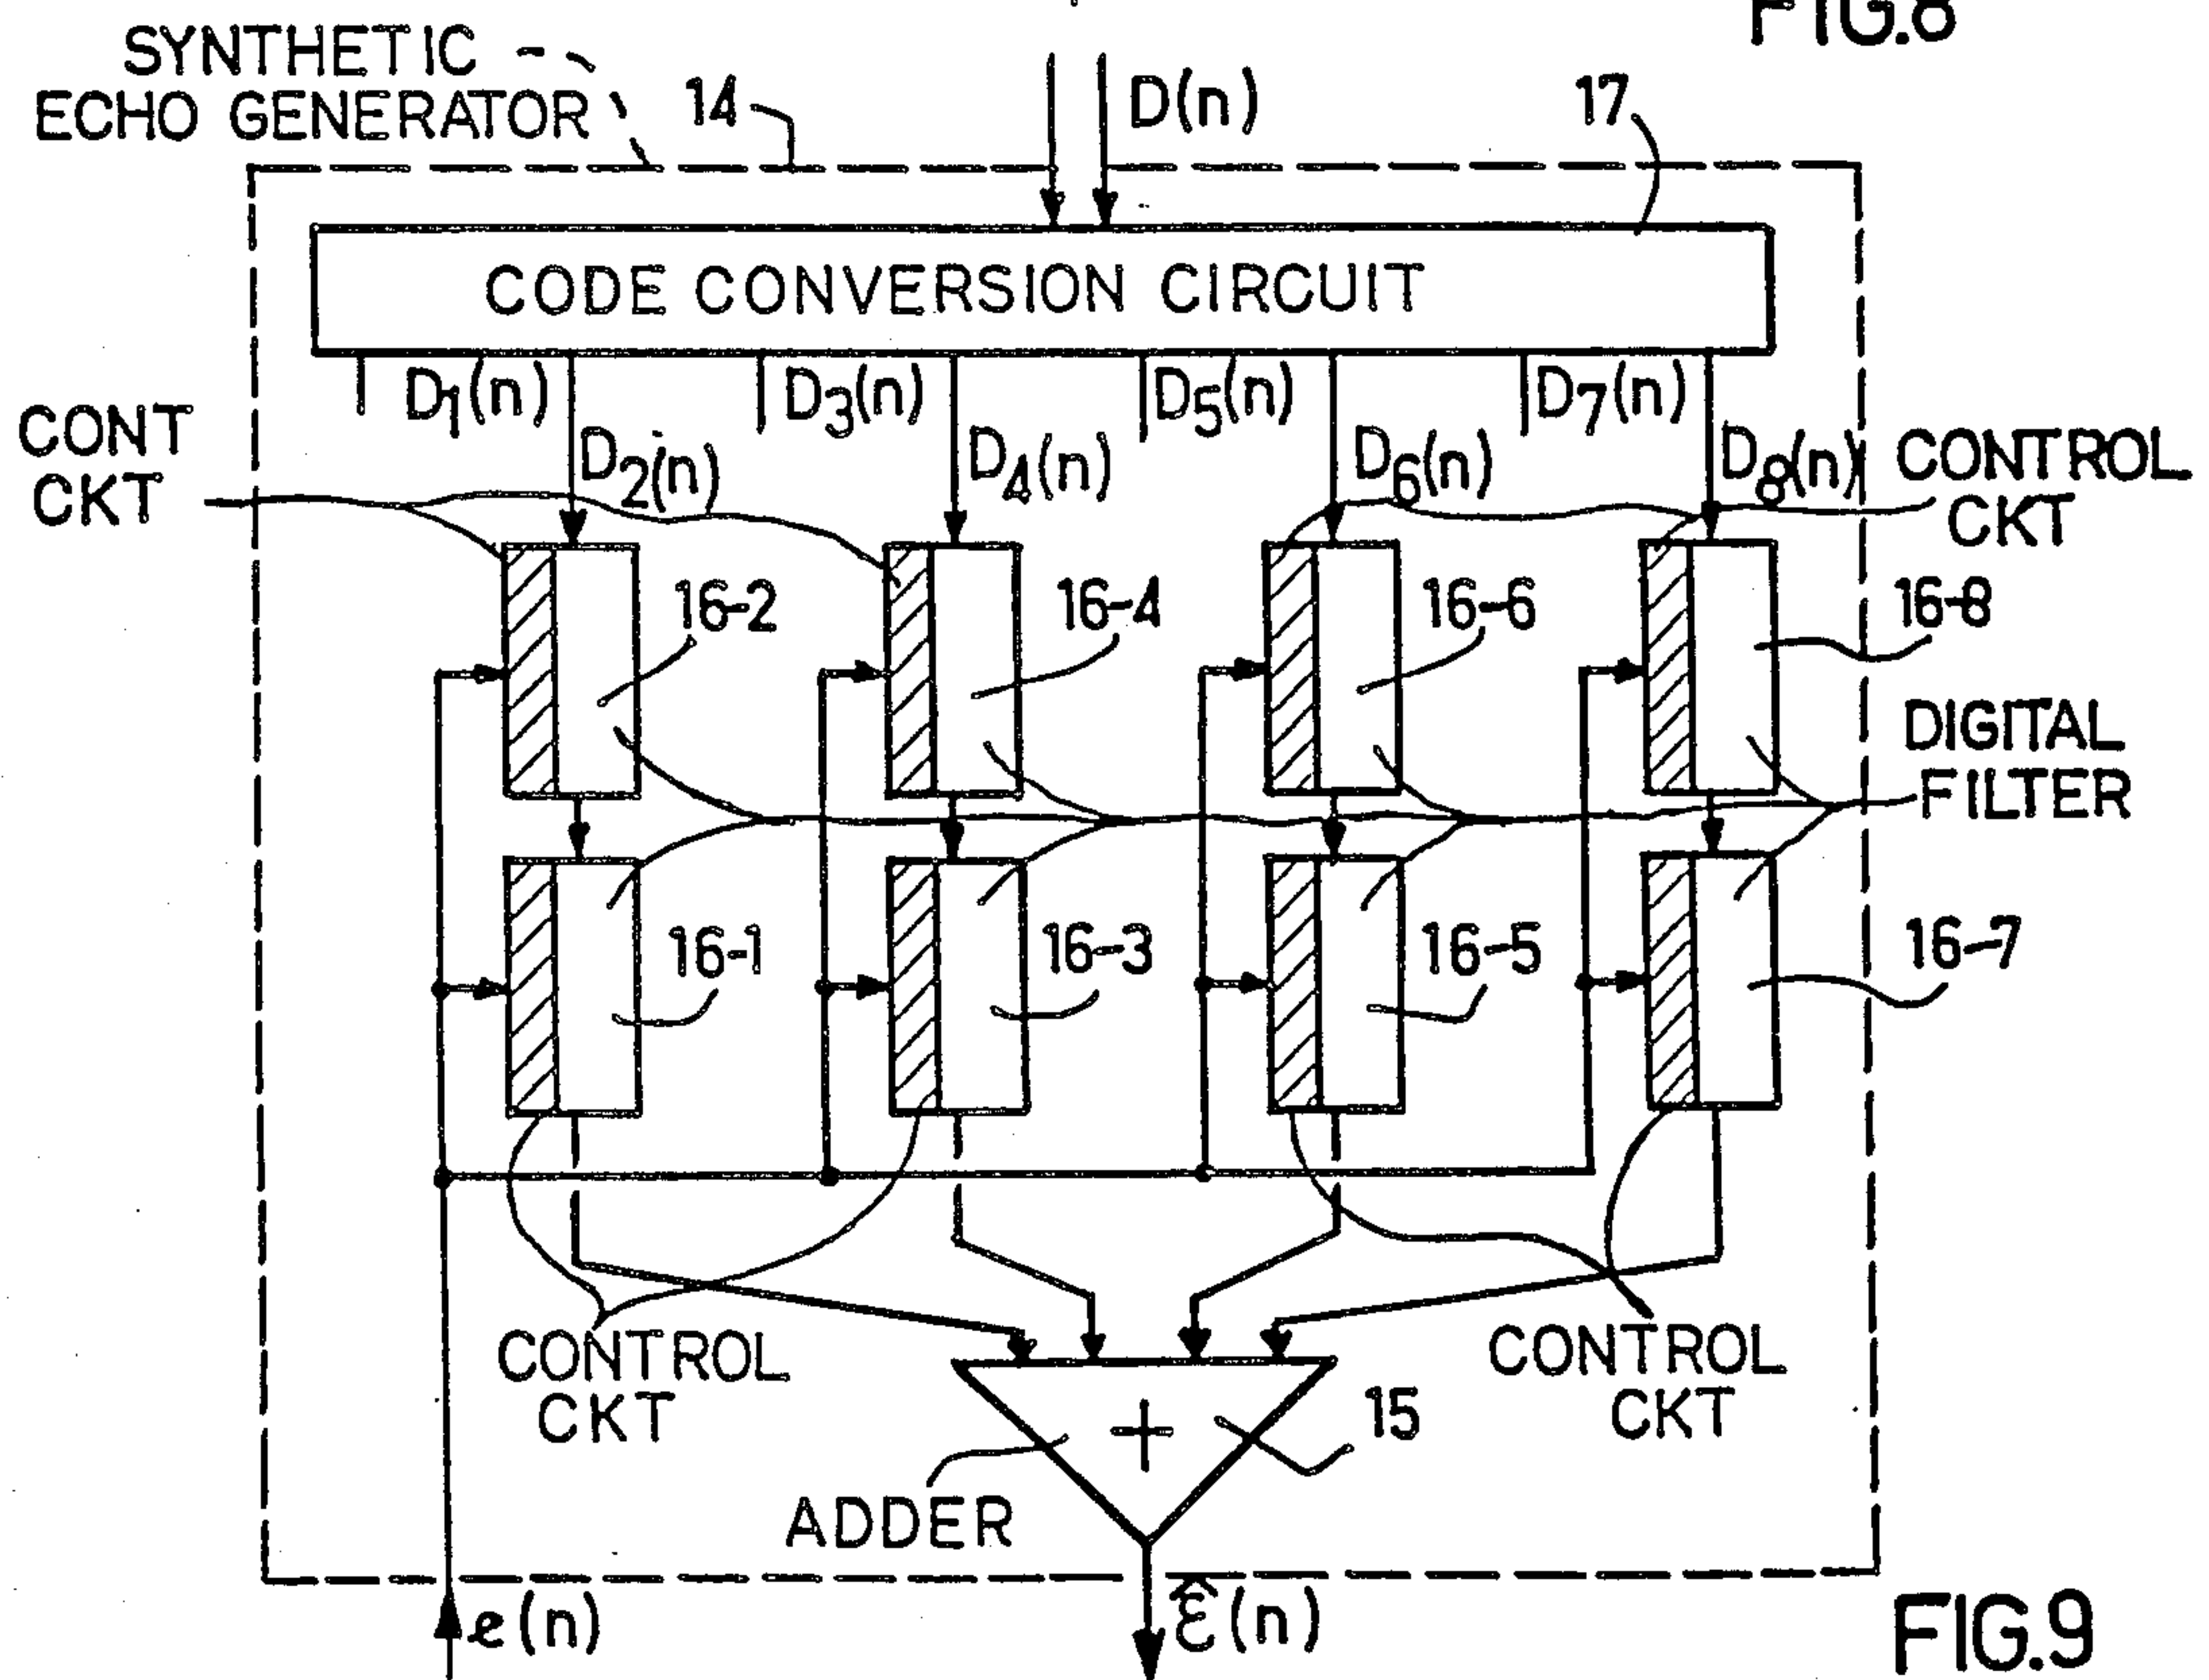 FIG.8
SYNTHETIC
ECHO GENERATOR
14
D(n)
17
CODE CONVERSION CIRCUIT
D1(n)
D3(n)
D5(n)
D7(n)
CONT
CKT
D2(n)
D4(n)
D6(n)
D8(n)
CONTROL
CKT
16-2
16-4
16-6
16-8
DIGITAL
FILTER
16-1
16-3
16-5
16-7
CONTROL
CKT
CONTROL
CKT
+
15
ADDER
e(n)
ε̂(n)
FIG.9